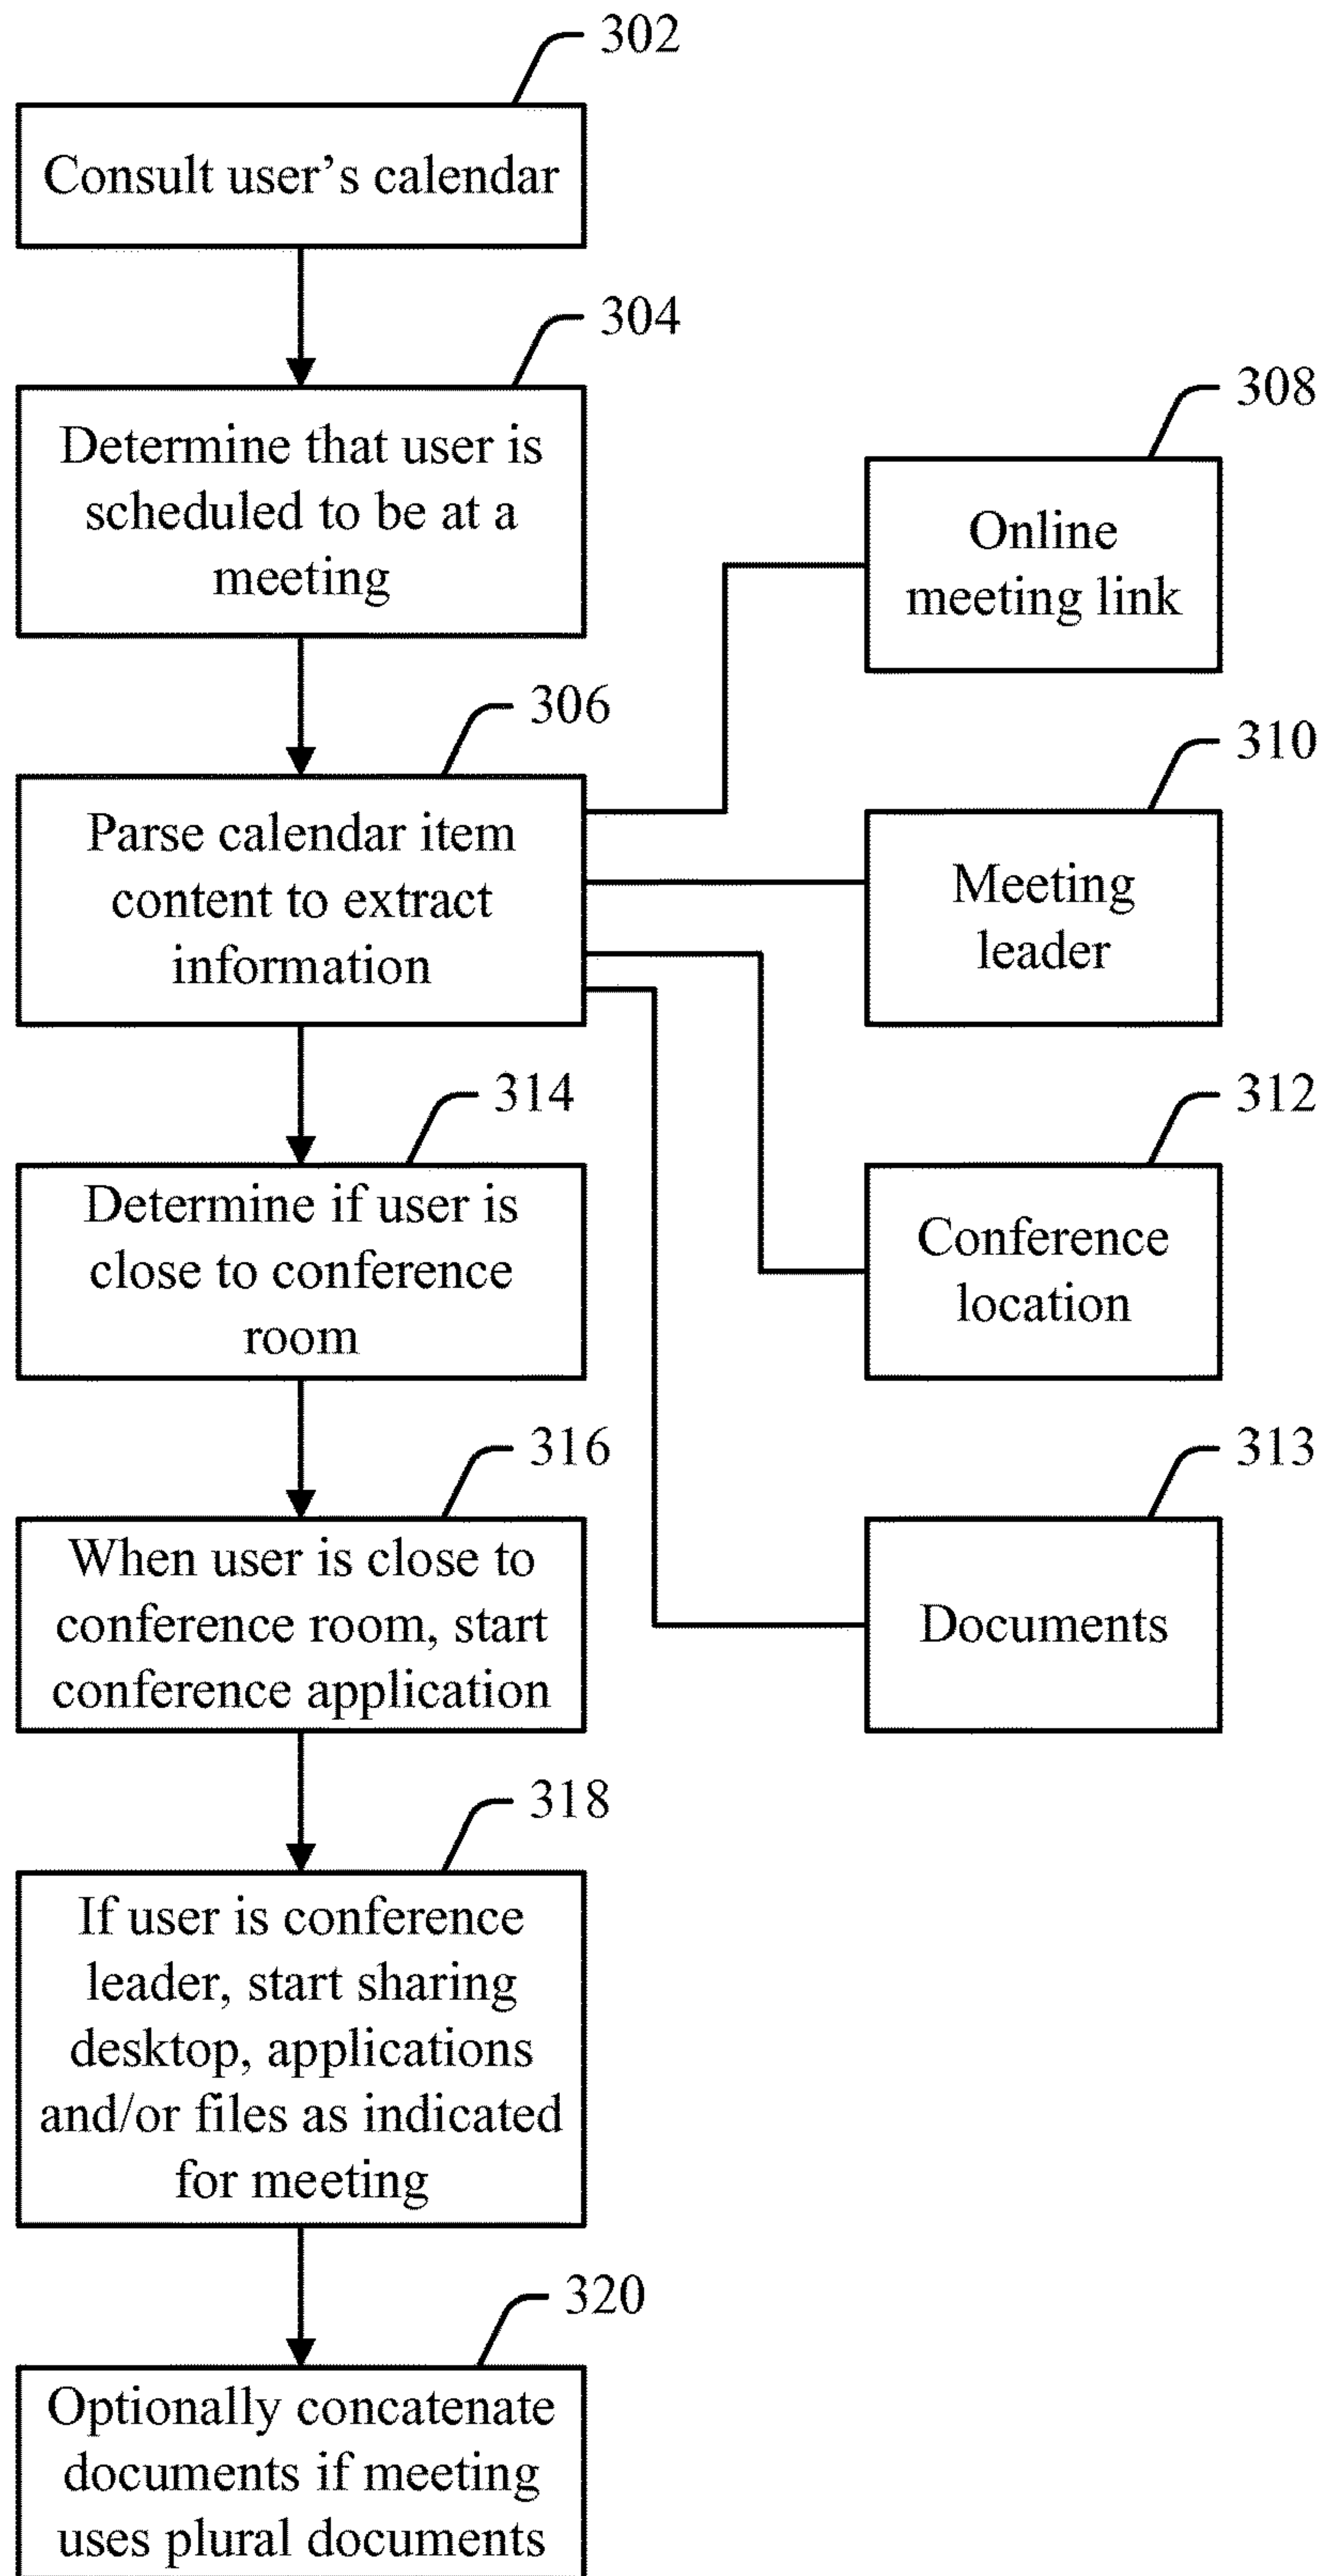 302
Consult user’s calendar
304
Determine that user is
scheduled to be at a
meeting
308
Online
meeting link
306
Parse calendar item
content to extract
information
310
Meeting
leader
314
Determine if user is
close to conference
room
312
Conference
location
316
When user is close to
conference room, start
conference application
313
Documents
318
If user is conference
leader, start sharing
desktop, applications
and/or files as indicated
for meeting
320
Optionally concatenate
documents if meeting
uses plural documents